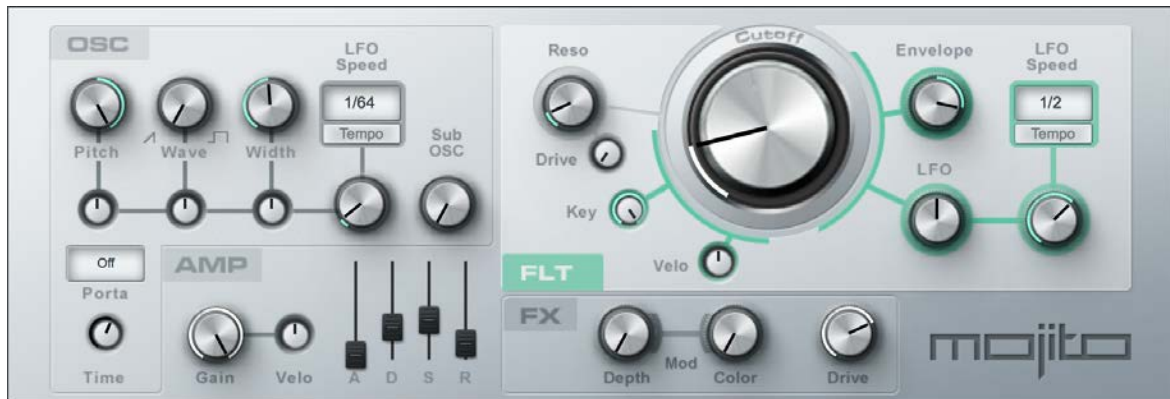 OSC
LFO
Speed
1/64
Tempo
Pitch
Wave
Width
Sub
OSC
Off
Porta
Time
AMP
Gain
Velo
A D S R
Cutoff
Reso
Drive
Key
Velo
Envelope
LFO
Speed
1/2
Tempo
LFO
FLT
FX
Depth
Mod
Color
Drive
mojito